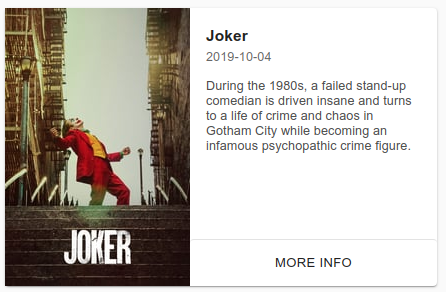 JOKER
Joker
2019-10-04
During the 1980s, a failed stand-up
comedian is driven insane and turns
to a life of crime and chaos in
Gotham City while becoming an
infamous psychopathic crime figure.
MORE INFO